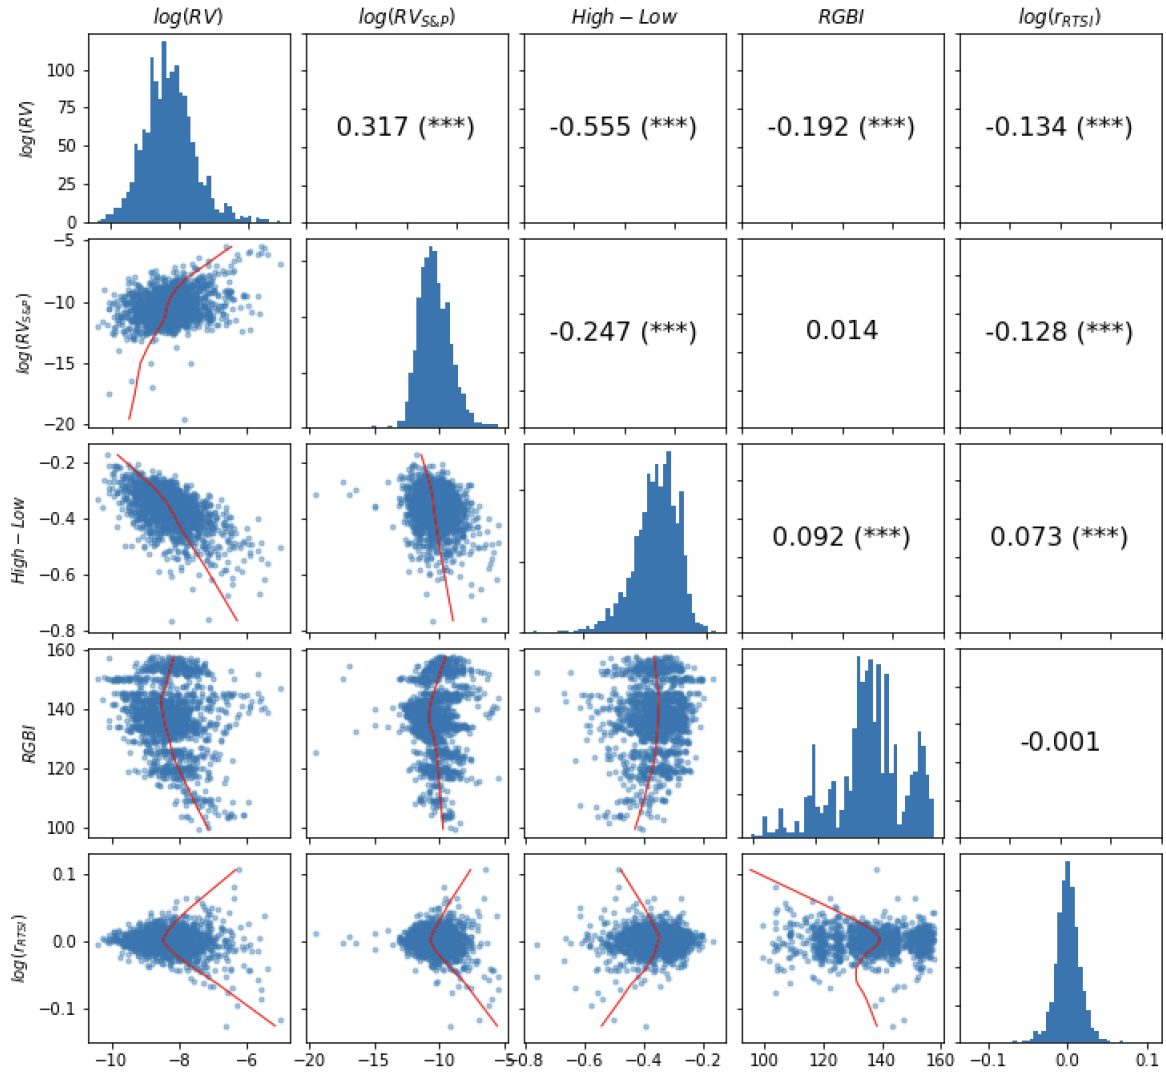 log(RV) log(RV_S&P) High − Low RGBI log(r_RTSI)
log(RV)
100
75
50
25
0
0.317 (***)
-0.555 (***)
-0.192 (***)
-0.134 (***)
log(RV_S&P)
−5
−10
−15
−20
-0.247 (***)
0.014
-0.128 (***)
High − Low
−0.2
−0.4
−0.6
−0.8
0.092 (***)
0.073 (***)
RGBI
160
140
120
100
-0.001
log(r_RTSI)
0.1
0.0
−0.1
−10 −8 −6
−20 −15 −10 −5
−0.8 −0.6 −0.4 −0.2
100 120 140 160
−0.1 0.0 0.1